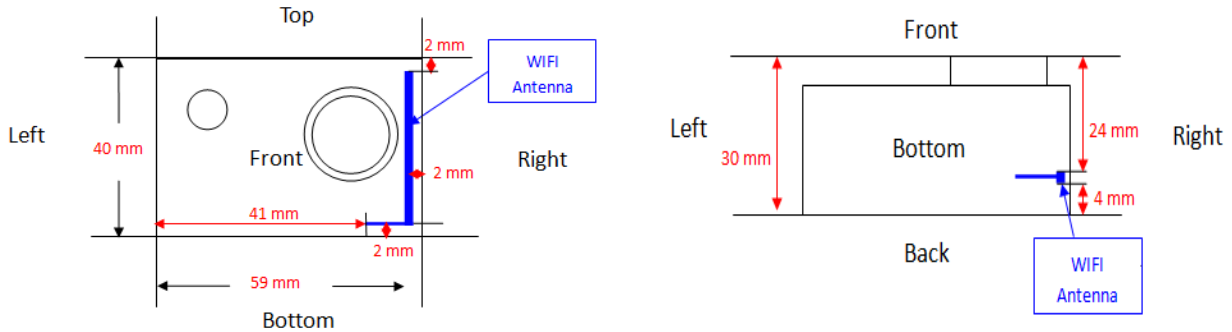 Top
2 mm
WIFI
Antenna
Left
40 mm
Front
Right
2 mm
41 mm
2 mm
59 mm
Bottom
Front
Left
30 mm
Bottom
24 mm
Right
4 mm
Back
WIFI
Antenna